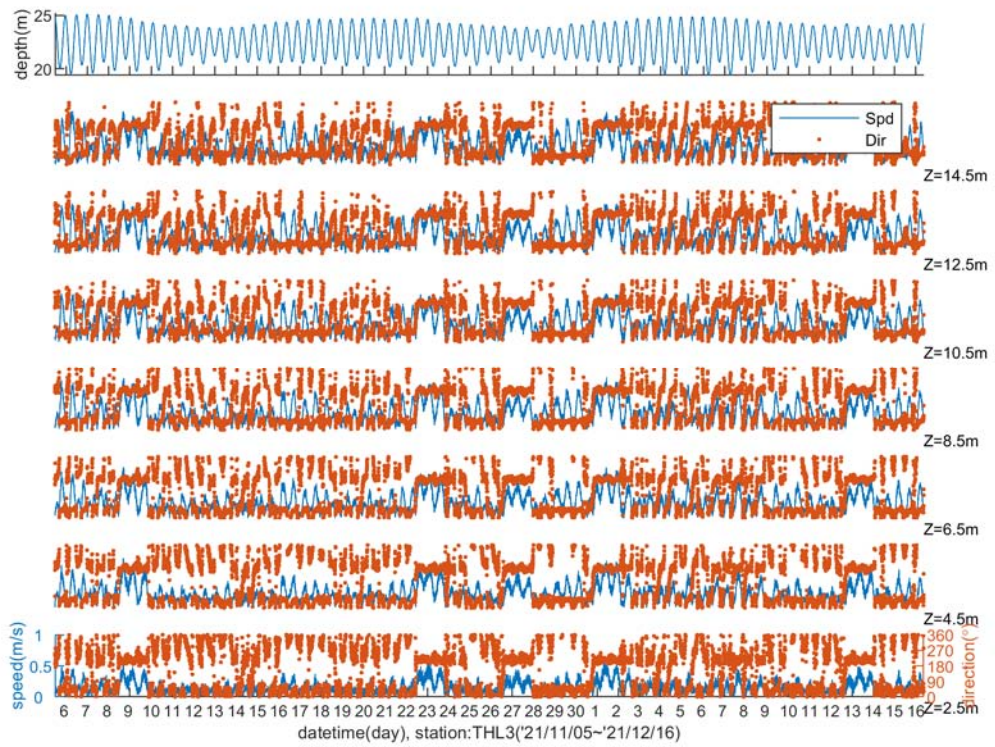 depth(m)
25
20
Spd
Dir
Z=14.5m
Z=12.5m
Z=10.5m
Z=8.5m
Z=6.5m
Z=4.5m
speed(m/s)
1
0.5
0
360
270
180
90
0
direction(°)
Z=2.5m
6 7 8 9 10 11 12 13 14 15 16 17 18 19 20 21 22 23 24 25 26 27 28 29 30 1 2 3 4 5 6 7 8 9 10 11 12 13 14 15 16
datetime(day), station:THL3('21/11/05~'21/12/16)